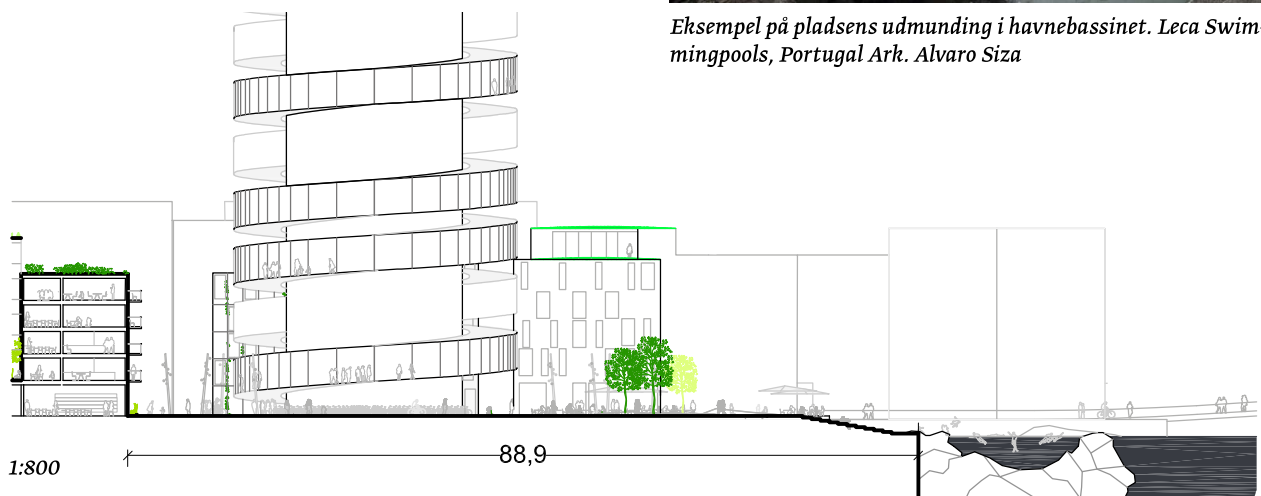 Eksempel på pladsens udmunding i havnebassinet. Leca Swim-
mingpools, Portugal Ark. Alvaro Siza
88,9
1:800